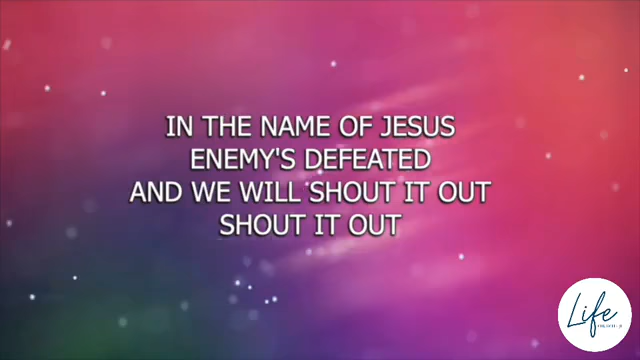 IN THE NAME OF JESUS
ENEMY'S DEFEATED
AND WE WILL SHOUT IT OUT
SHOUT IT OUT
Life